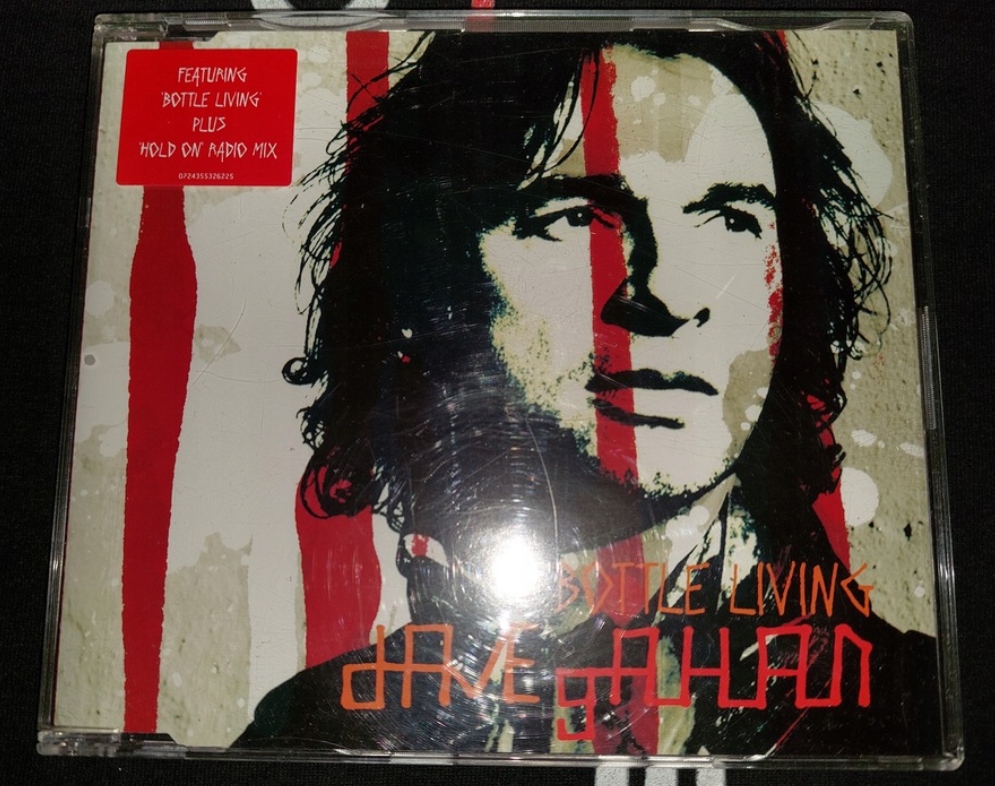 FEATURING
'BOTTLE LIVING'
PLUS
'HOLD ON' RADIO MIX
0724355326225
BOTTLE LIVING
dAVE gAHAN